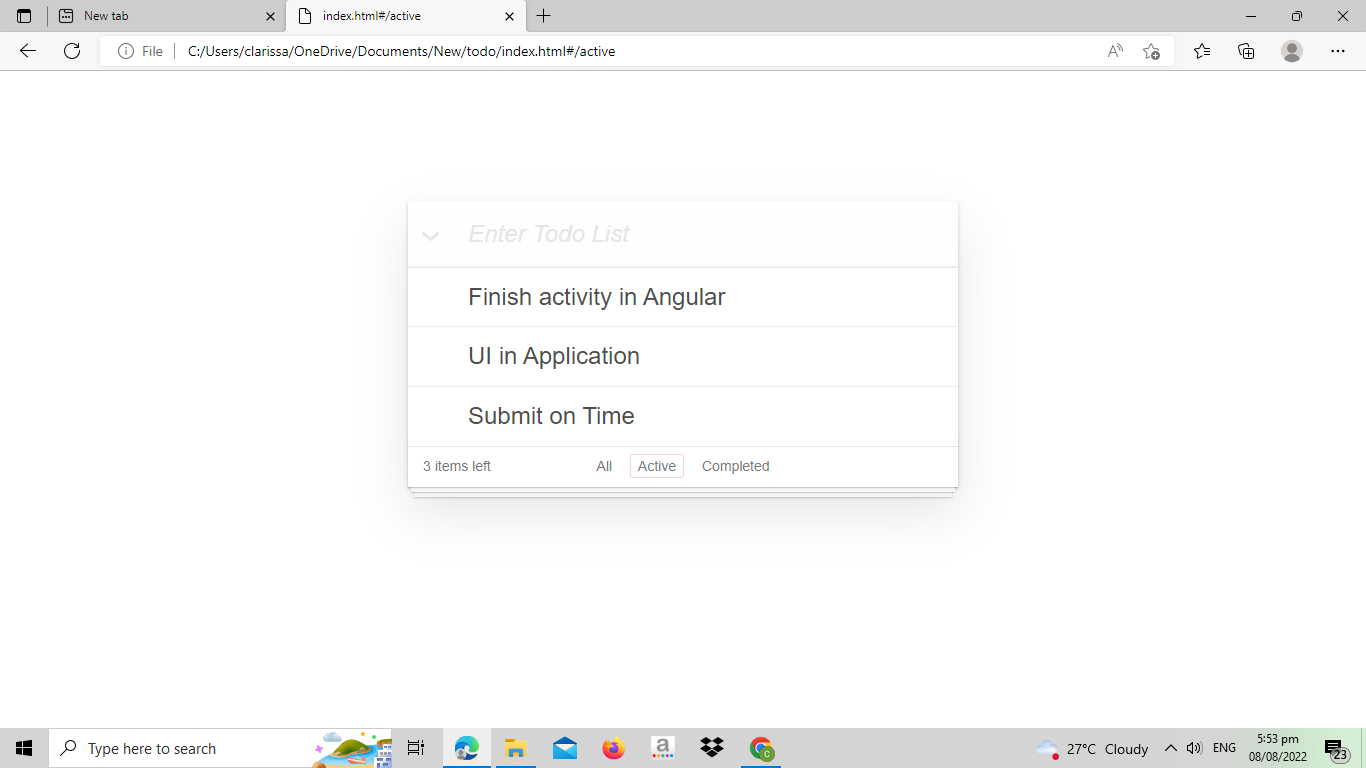 New tab
index.html#/active
File
C:/Users/clarissa/OneDrive/Documents/New/todo/index.html#/active
Enter Todo List
Finish activity in Angular
UI in Application
Submit on Time
3 items left
All
Active
Completed
Type here to search
a
C
27°C Cloudy
ENG
5:53 pm
08/08/2022
23